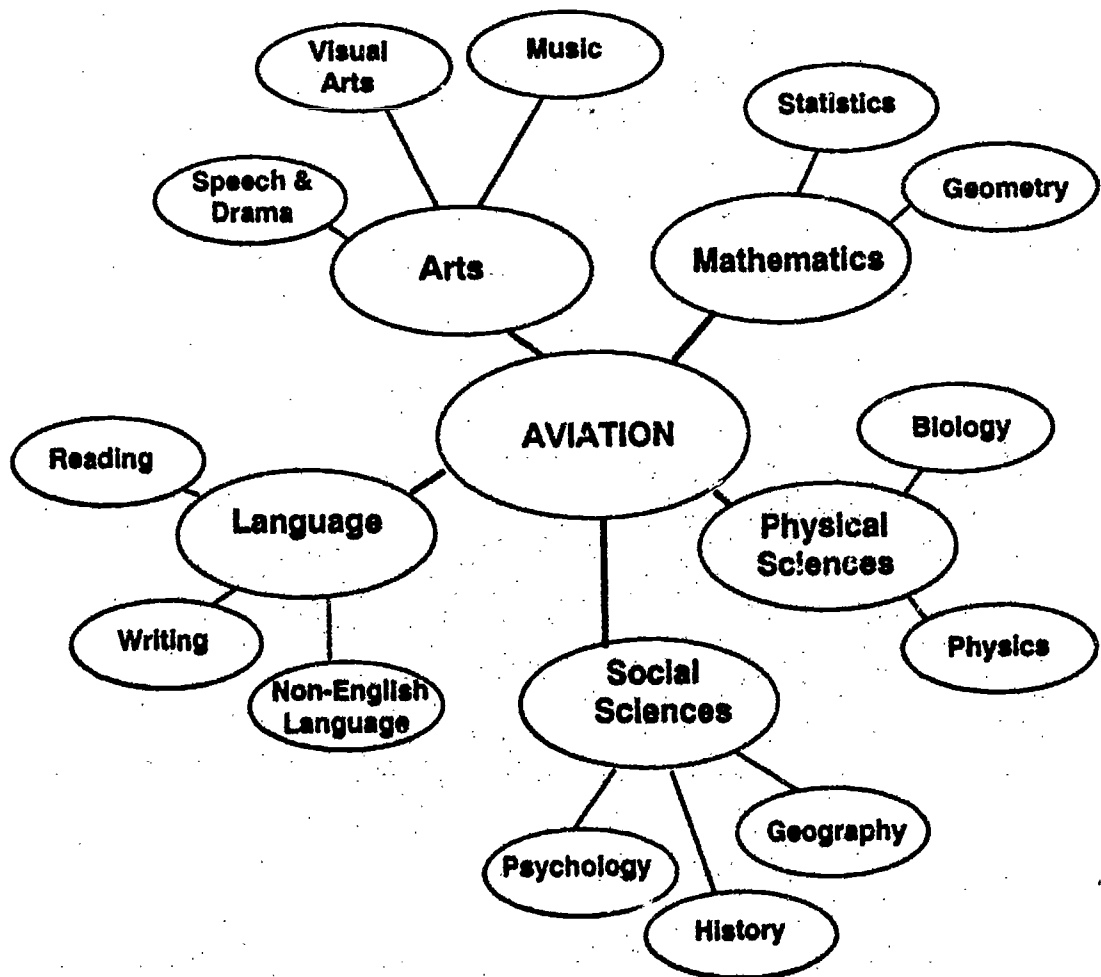 Visual
Arts
Music
Statistics
Speech &
Drama
Geometry
Arts
Mathematics
AVIATION
Biology
Reading
Language
Physical
Sciences
Writing
Physics
Non-English
Language
Social
Sciences
Geography
Psychology
History